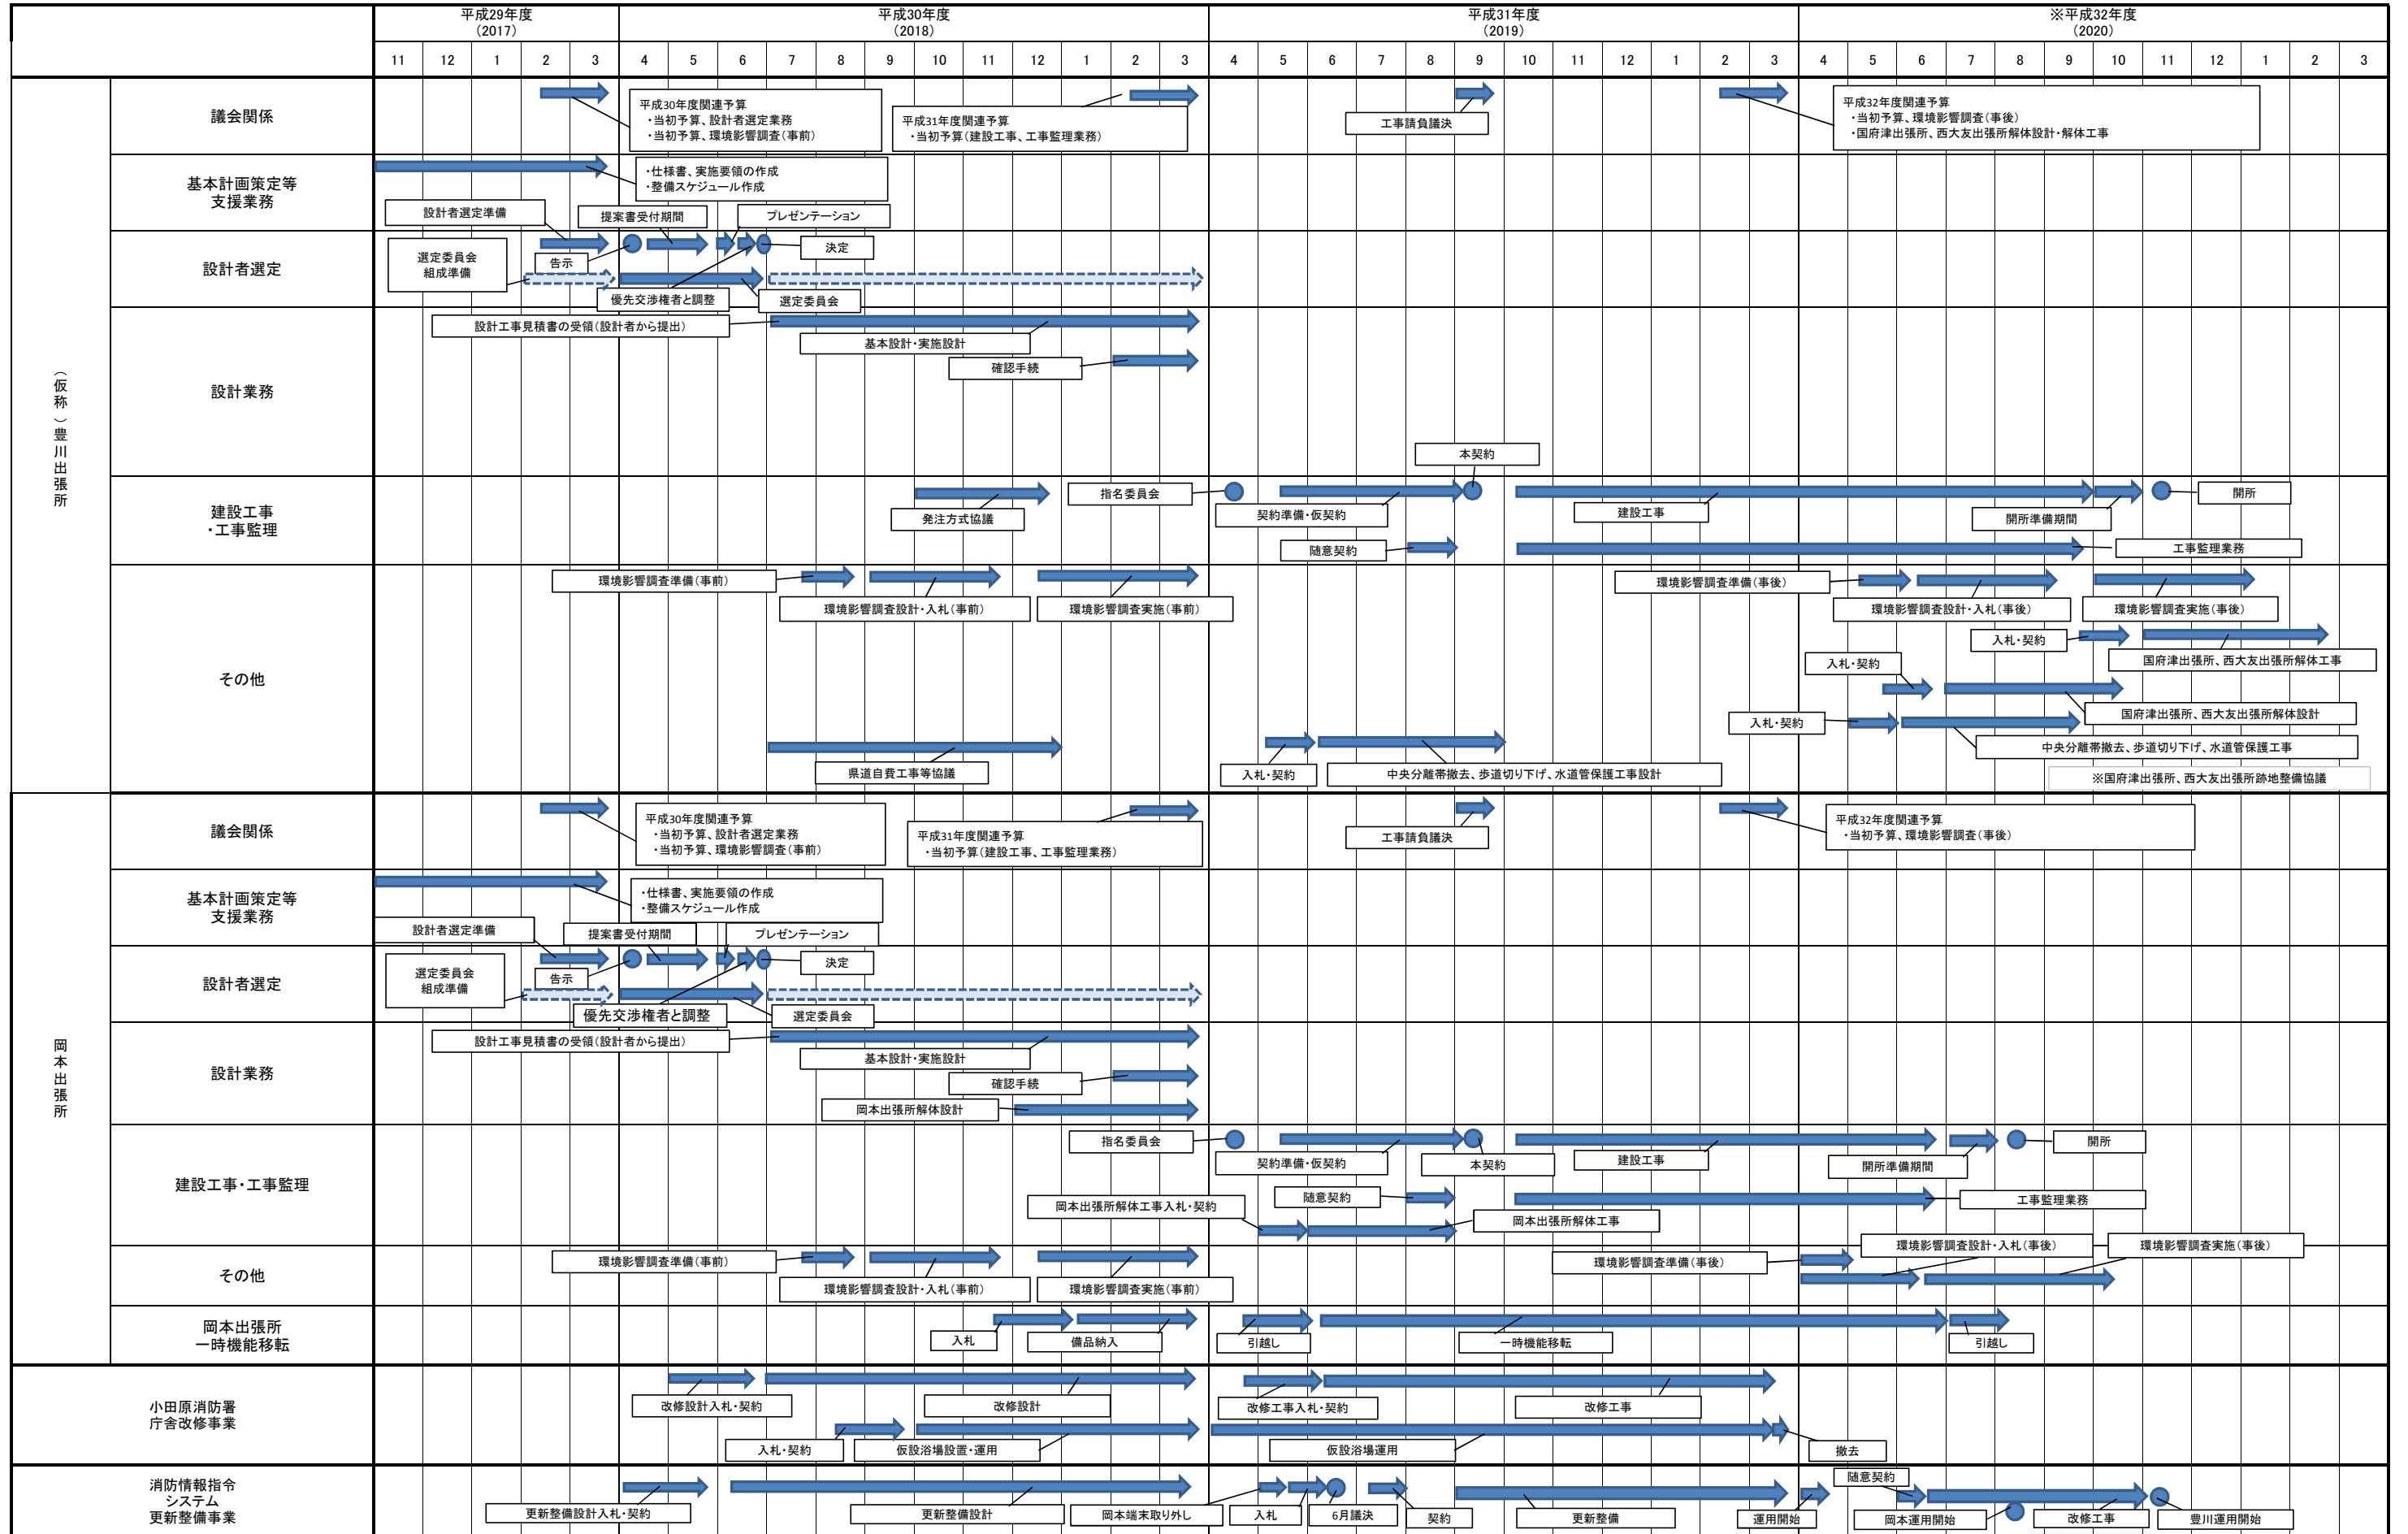 平成29年度
(2017)
平成30年度
(2018)
平成31年度
(2019)
※平成32年度
(2020)
11 12 1 2 3 4 5 6 7 8 9 10 11 12 1 2 3 4 5 6 7 8 9 10 11 12 1 2 3 4 5 6 7 8 9 10 11 12 1 2 3
(仮称)豊川出張所
議会関係
平成30年度関連予算
・当初予算、設計者選定業務
・当初予算、環境影響調査(事前)
平成31年度関連予算
・当初予算(建設工事、工事監理業務)
工事請負議決
平成32年度関連予算
・当初予算、環境影響調査(事後)
・国府津出張所、西大友出張所解体設計・解体工事
基本計画策定等
支援業務
・仕様書、実施要領の作成
・整備スケジュール作成
設計者選定準備
提案書受付期間
プレゼンテーション
設計者選定
選定委員会
組成準備
告示
決定
優先交渉権者と調整
選定委員会
設計業務
設計工事見積書の受領(設計者から提出)
基本設計・実施設計
確認手続
建設工事
・工事監理
本契約
発注方式協議
指名委員会
契約準備・仮契約
建設工事
開所準備期間
開所
随意契約
工事監理業務
その他
環境影響調査準備(事前)
環境影響調査設計・入札(事前)
環境影響調査実施(事前)
環境影響調査準備(事後)
環境影響調査設計・入札(事後)
環境影響調査実施(事後)
入札・契約
国府津出張所、西大友出張所解体工事
入札・契約
国府津出張所、西大友出張所解体設計
入札・契約
中央分離帯撤去、歩道切り下げ、水道管保護工事
県道自費工事等協議
入札・契約
中央分離帯撤去、歩道切り下げ、水道管保護工事設計
※国府津出張所、西大友出張所跡地整備協議
岡本出張所
議会関係
平成30年度関連予算
・当初予算、設計者選定業務
・当初予算、環境影響調査(事前)
平成31年度関連予算
・当初予算(建設工事、工事監理業務)
工事請負議決
平成32年度関連予算
・当初予算、環境影響調査(事後)
基本計画策定等
支援業務
・仕様書、実施要領の作成
・整備スケジュール作成
設計者選定準備
提案書受付期間
プレゼンテーション
設計者選定
選定委員会
組成準備
告示
決定
優先交渉権者と調整
選定委員会
設計業務
設計工事見積書の受領(設計者から提出)
基本設計・実施設計
確認手続
岡本出張所解体設計
建設工事・工事監理
指名委員会
契約準備・仮契約
本契約
建設工事
開所準備期間
開所
随意契約
工事監理業務
岡本出張所解体工事入札・契約
岡本出張所解体工事
その他
環境影響調査準備(事前)
環境影響調査設計・入札(事前)
環境影響調査実施(事前)
環境影響調査準備(事後)
環境影響調査設計・入札(事後)
環境影響調査実施(事後)
岡本出張所
一時機能移転
入札
備品納入
引越し
一時機能移転
引越し
小田原消防署
庁舎改修事業
改修設計入札・契約
改修設計
改修工事入札・契約
改修工事
入札・契約
仮設浴場設置・運用
仮設浴場運用
撤去
消防情報指令
システム
更新整備事業
更新整備設計入札・契約
更新整備設計
岡本端末取り外し
入札
6月議決
契約
更新整備
運用開始
随意契約
岡本運用開始
改修工事
豊川運用開始